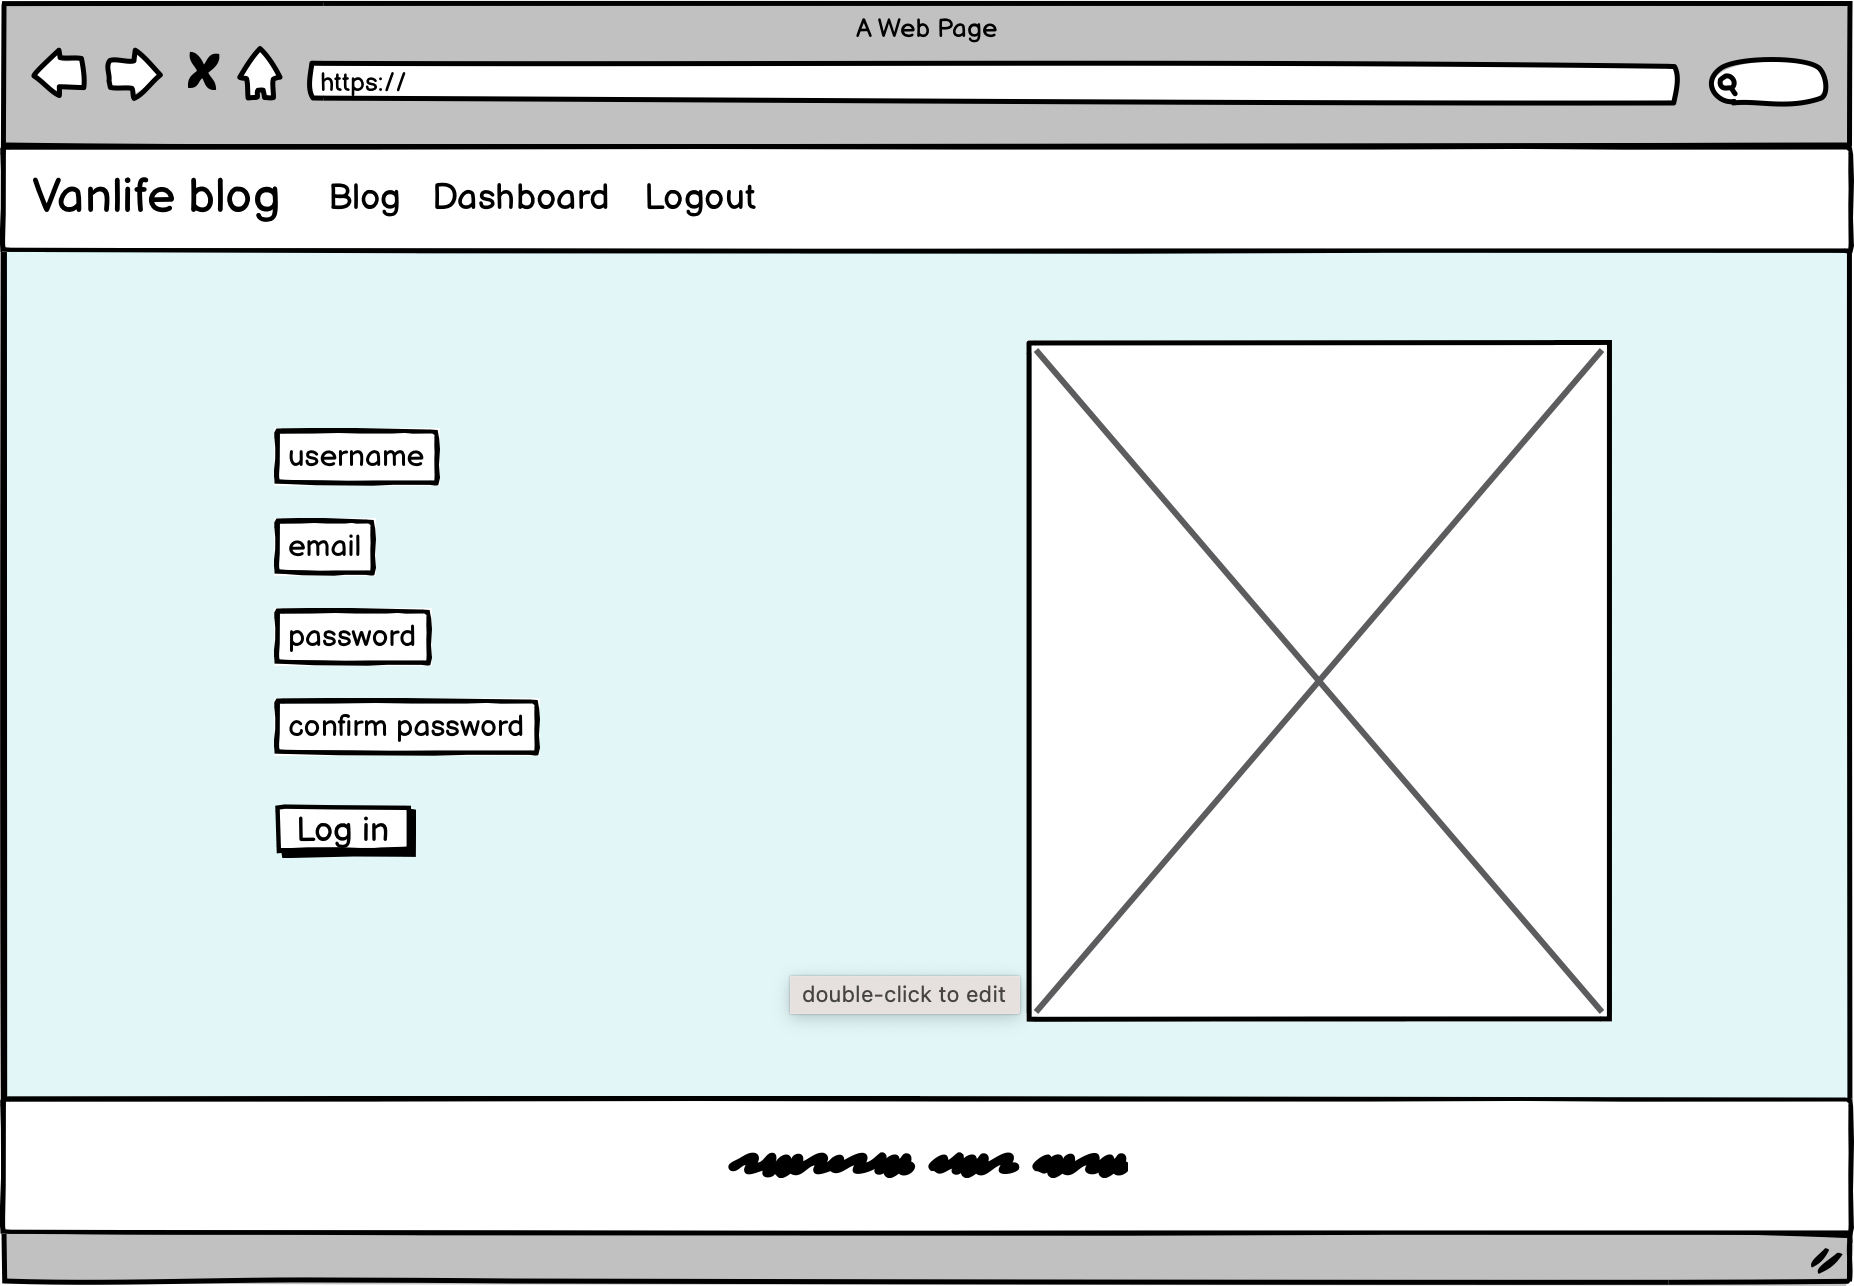 A Web Page
https://
Vanlife blog Blog Dashboard Logout
username
email
password
confirm password
Log in
double-click to edit